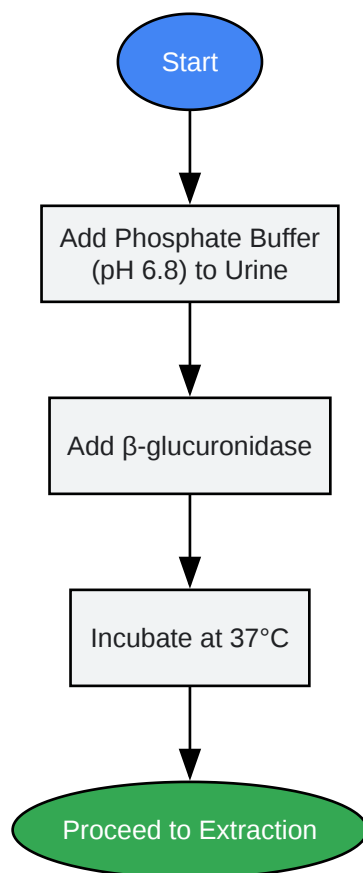 Start
Add Phosphate Buffer
(pH 6.8) to Urine
Add β-glucuronidase
Incubate at 37°C
Proceed to Extraction